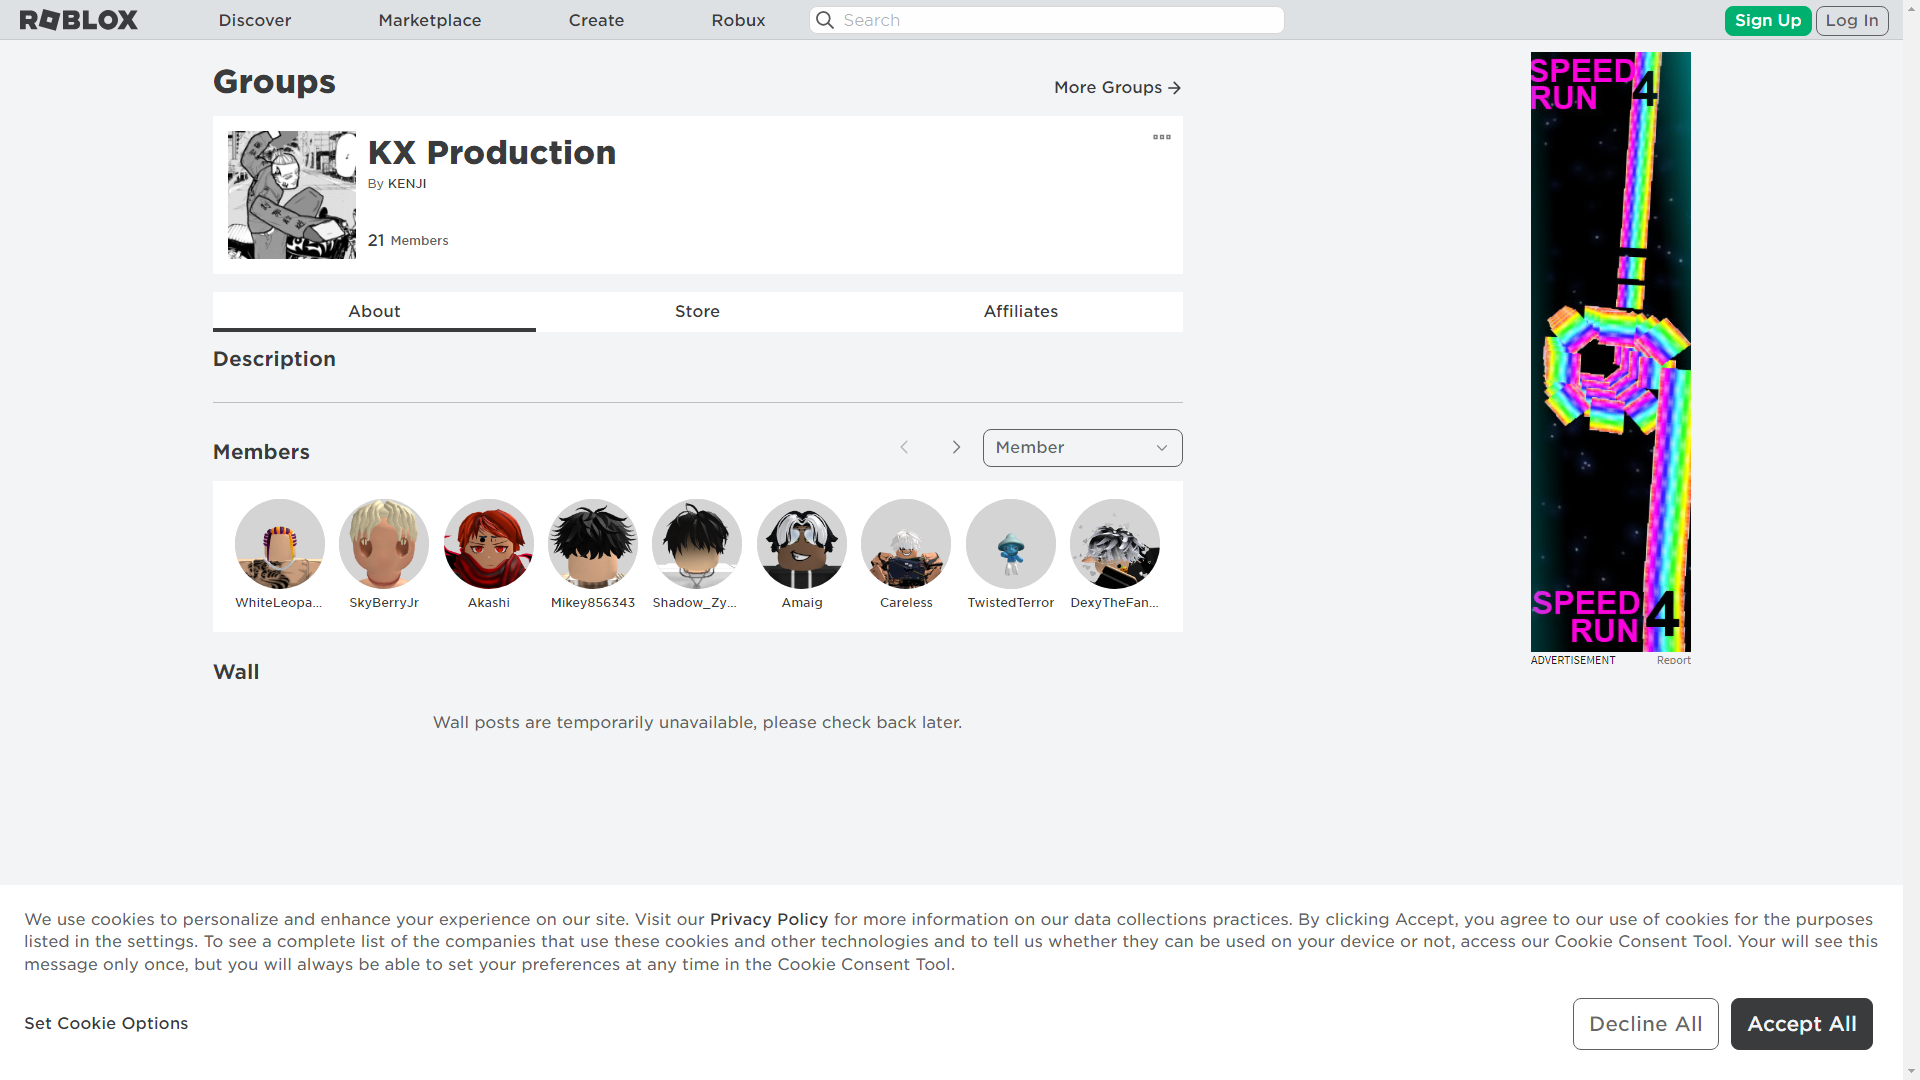 ROBLOX
Discover
Marketplace
Create
Robux
Search
Sign Up
Log In
Groups
More Groups
KX Production
By KENJI
21 Members
About
Store
Affiliates
Description
Members
Member
WhiteLeopa...
SkyBerryJr
Akashi
Mikey856343
Shadow_Zy...
Amaig
Careless
TwistedTerror
DexyTheFan...
Wall
Wall posts are temporarily unavailable, please check back later.
SPEED
RUN 4
SPEED
RUN 4
ADVERTISEMENT
Report
We use cookies to personalize and enhance your experience on our site. Visit our Privacy Policy for more information on our data collections practices. By clicking Accept, you agree to our use of cookies for the purposes
listed in the settings. To see a complete list of the companies that use these cookies and other technologies and to tell us whether they can be used on your device or not, access our Cookie Consent Tool. Your will see this
message only once, but you will always be able to set your preferences at any time in the Cookie Consent Tool.
Set Cookie Options
Decline All
Accept All